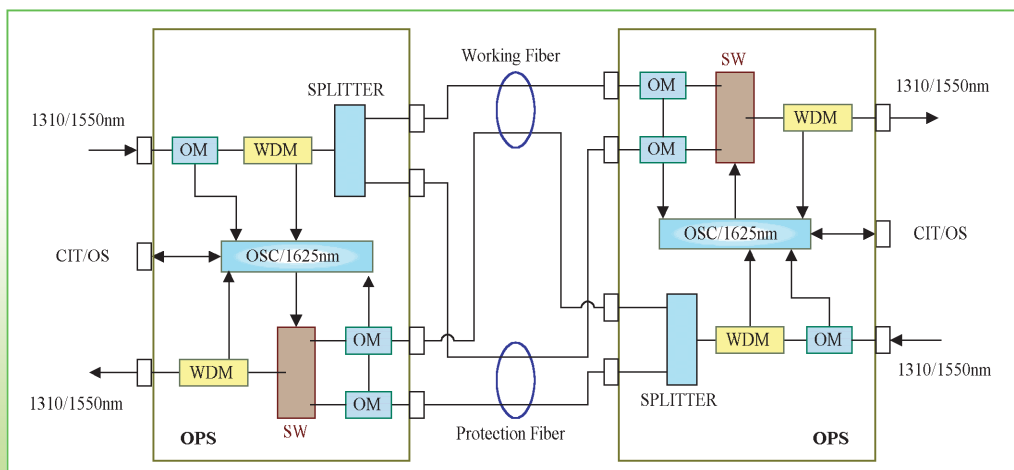 Working Fiber
SW
SPLITTER
1310/1550nm
OM
WDM
OM
OM
WDM
1310/1550nm
CIT/OS
OSC/1625nm
OSC/1625nm
CIT/OS
WDM
SW
OM
OM
1310/1550nm
OPS
Protection Fiber
SPLITTER
WDM
OM
1310/1550nm
OPS